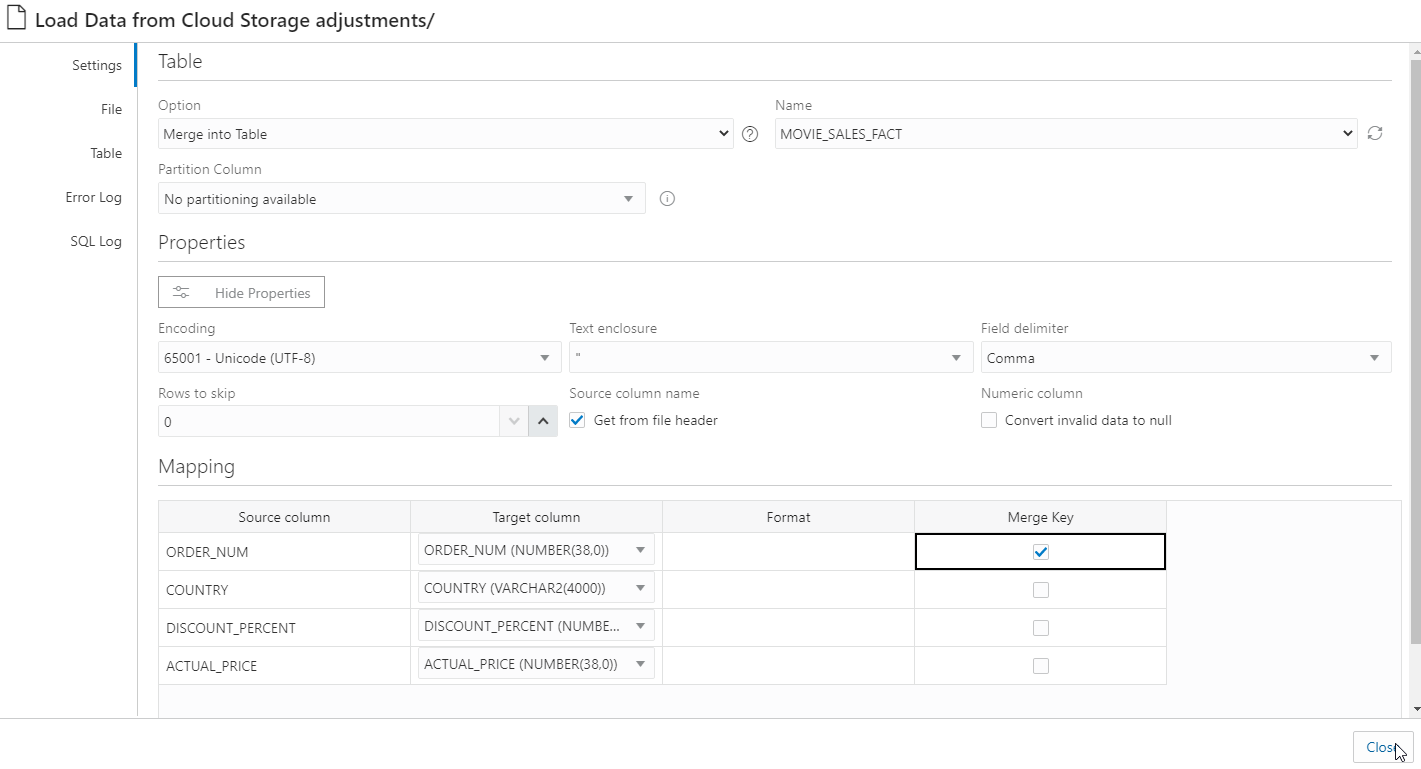 Load Data from Cloud Storage adjustments/
Settings
File
Table
Error Log
SQL Log
Table
Option Name
Merge into Table MOVIE_SALES_FACT
Partition Column
No partitioning available
Properties
Hide Properties
Encoding Text enclosure Field delimiter
65001 - Unicode (UTF-8) " Comma
Rows to skip Source column name Numeric column
0 Get from file header Convert invalid data to null
Mapping
Source column Target column Format Merge Key
ORDER_NUM ORDER_NUM (NUMBER(38,0))
COUNTRY COUNTRY (VARCHAR2(4000))
DISCOUNT_PERCENT DISCOUNT_PERCENT (NUMBE...
ACTUAL_PRICE ACTUAL_PRICE (NUMBER(38,0))
Close